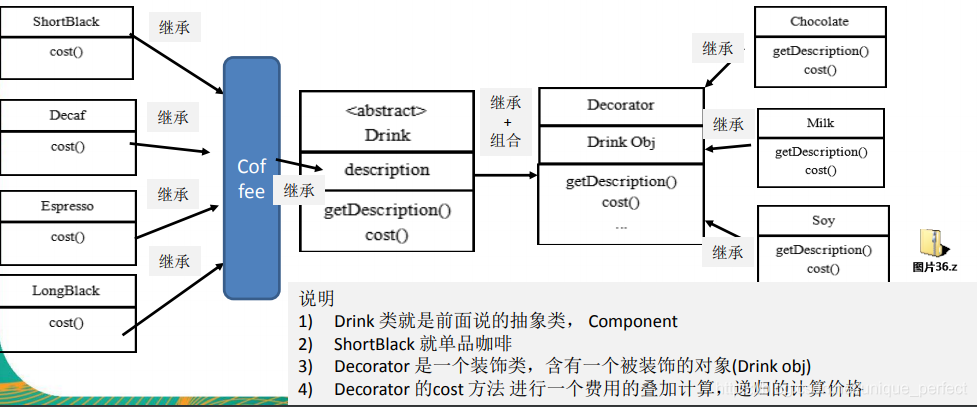 ShortBlack
cost()
继承
Decaf
cost()
继承
Espresso
cost()
继承
LongBlack
cost()
继承
Cof
fee
继承
<abstract>
Drink
description
getDescription()
cost()
继承
+
组合
Decorator
Drink Obj
getDescription()
cost()
...
继承
Chocolate
getDescription()
cost()
继承
Milk
getDescription()
cost()
继承
Soy
getDescription()
cost()
图片36.z
说明
1) Drink 类就是前面说的抽象类， Component
2) ShortBlack 就单品咖啡
3) Decorator 是一个装饰类，含有一个被装饰的对象(Drink obj)
4) Decorator 的cost 方法 进行一个费用的叠加计算，递归的计算价格
unique_perfect